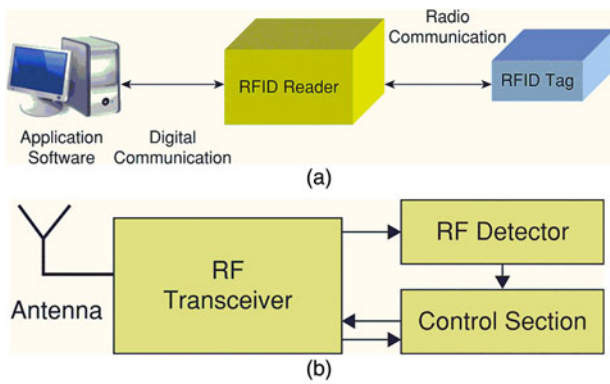 Radio
Communication
RFID Reader
RFID Tag
Application
Software
Digital
Communication
(a)
Antenna
RF
Transceiver
RF Detector
Control Section
(b)